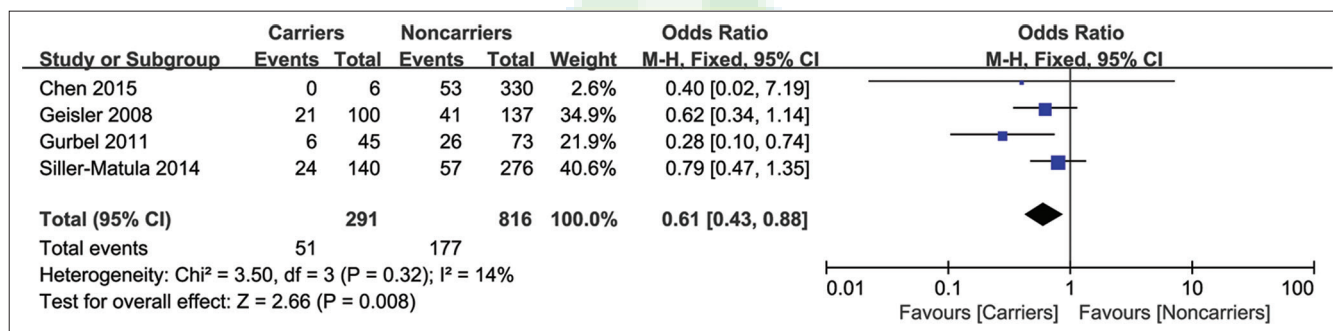 Carriers Noncarriers Odds Ratio Odds Ratio
Study or Subgroup Events Total Events Total Weight M-H, Fixed, 95% CI M-H, Fixed, 95% CI
Chen 2015 0 6 53 330 2.6% 0.40 [0.02, 7.19]
Geisler 2008 21 100 41 137 34.9% 0.62 [0.34, 1.14]
Gurbel 2011 6 45 26 73 21.9% 0.28 [0.10, 0.74]
Siller-Matula 2014 24 140 57 276 40.6% 0.79 [0.47, 1.35]
Total (95% CI) 291 816 100.0% 0.61 [0.43, 0.88]
Total events 51 177
Heterogeneity: Chi² = 3.50, df = 3 (P = 0.32); I² = 14%
Test for overall effect: Z = 2.66 (P = 0.008)
0.01 0.1 1 10 100
Favours [Carriers] Favours [Noncarriers]